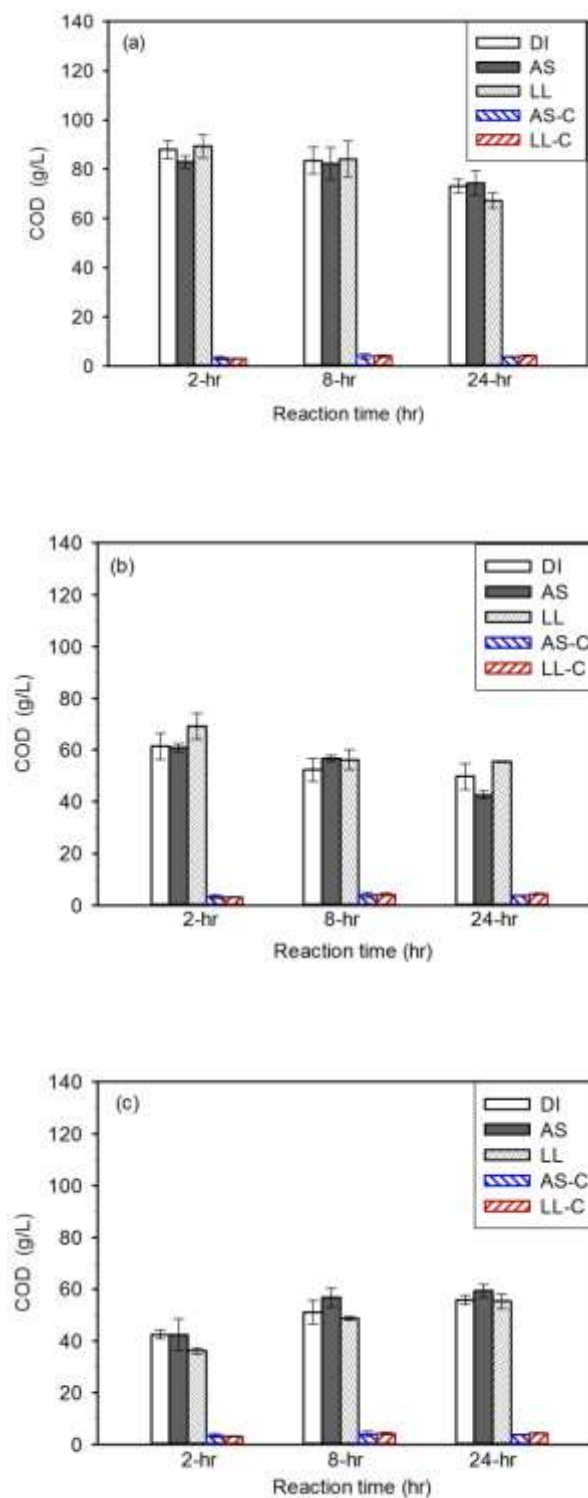 (a)
DI
AS
LL
AS-C
LL-C
140
120
100
80
60
40
20
0
COD (g/L)
2-hr 8-hr 24-hr
Reaction time (hr)
(b)
DI
AS
LL
AS-C
LL-C
140
120
100
80
60
40
20
0
COD (g/L)
2-hr 8-hr 24-hr
Reaction time (hr)
(c)
DI
AS
LL
AS-C
LL-C
140
120
100
80
60
40
20
0
COD (g/L)
2-hr 8-hr 24-hr
Reaction time (hr)